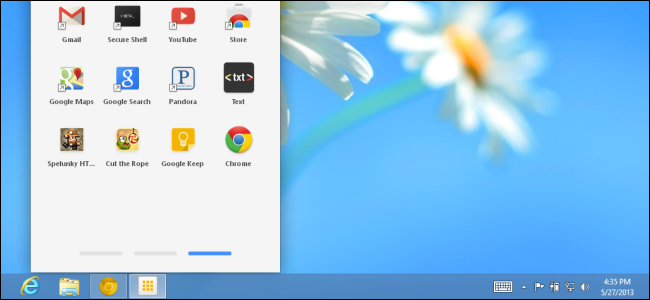 Gmail
Secure Shell
YouTube
Store
Google Maps
Google Search
Pandora
<txt>
Text
Spelunky HT...
Cut the Rope
Google Keep
Chrome
4:35 PM
5/27/2013